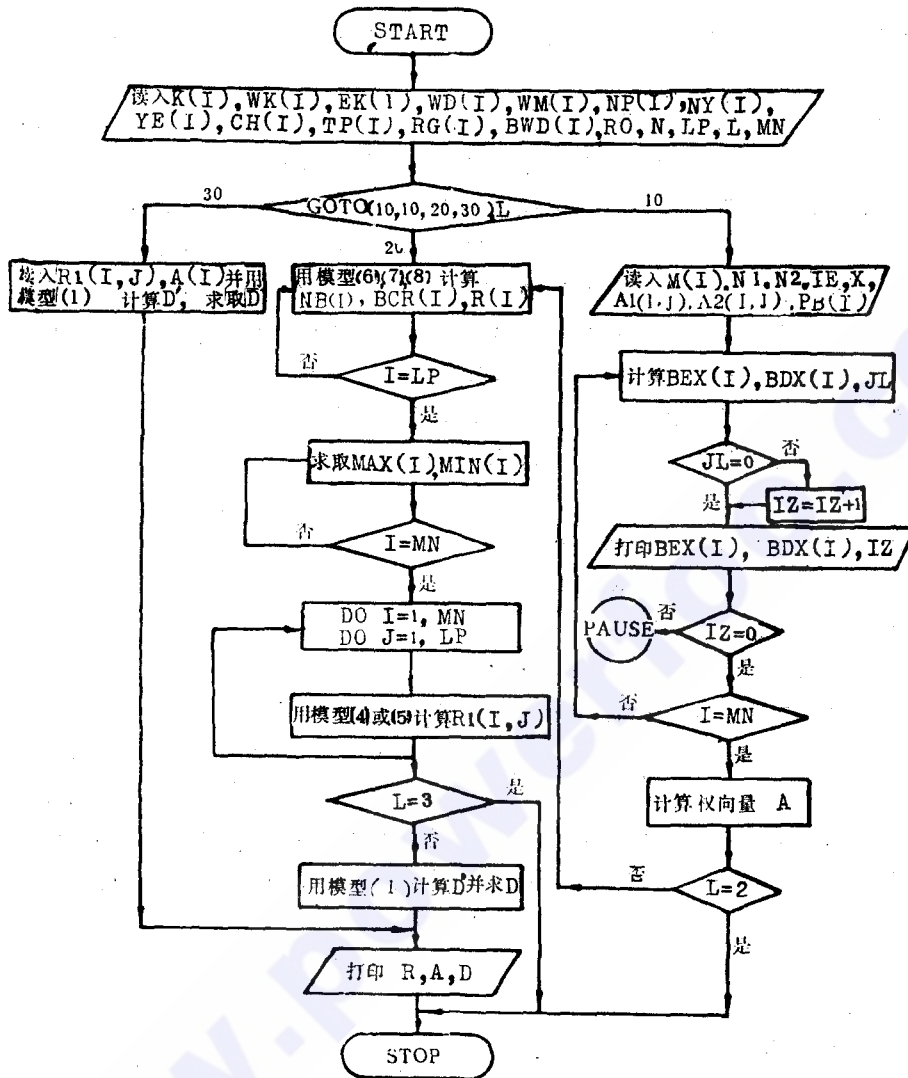 START
读入K(I),WK(I),EK(I),WD(I),WM(I),NP(I),NY(I),
YE(I),CH(I),TP(I),RG(I),BWD(I),RO,N,LP,L,MN
30
GOTO(10,10,20,30)L
10
20
读入R1(I,J),A(I)并用
模型(1) 计算D', 求取D
用模型(6)(7)(8)计算
NB(I),BCR(I),R(I)
读入M(I).N1,N2,IE,X,
A1(I,J).A2(I,J).PB(I)
否
I=LP
是
计算BEX(I),BDX(I),JL
求取MAX(I),MIN(I)
JL=0
否
是
IZ=IZ+1
否
I=MN
是
打印BEX(I), BDX(I),IZ
PAUSE
否
IZ=0
是
DO I=1, MN
DO J=1, LP
否
I=MN
是
用模型(4)或(5)计算R1(I,J)
计算权向量 A
L=3
是
否
否
L=2
是
用模型(1)计算D'并求D
打印 R,A,D
STOP
www.powerloo.co